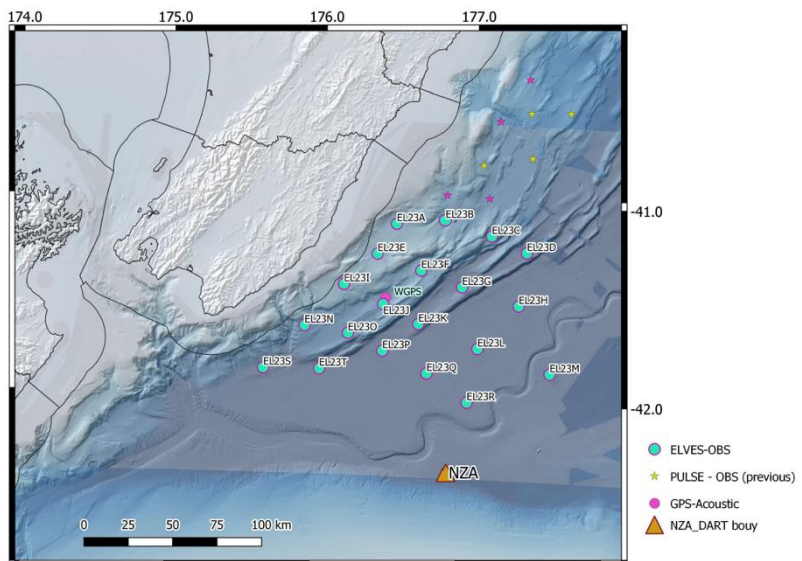 174.0 175.0 176.0 177.0
EL23A
EL23B
-41.0
EL23C
EL23D
EL23E
EL23F
EL23I
EL23G
WGPS
EL23J
EL23H
EL23N
EL23O
EL23K
EL23P
EL23L
EL23S
EL23T
EL23Q
EL23M
EL23R
-42.0
NZA
0 25 50 75 100 km
ELVES-OBS
PULSE - OBS (previous)
GPS-Acoustic
NZA_DART bouy